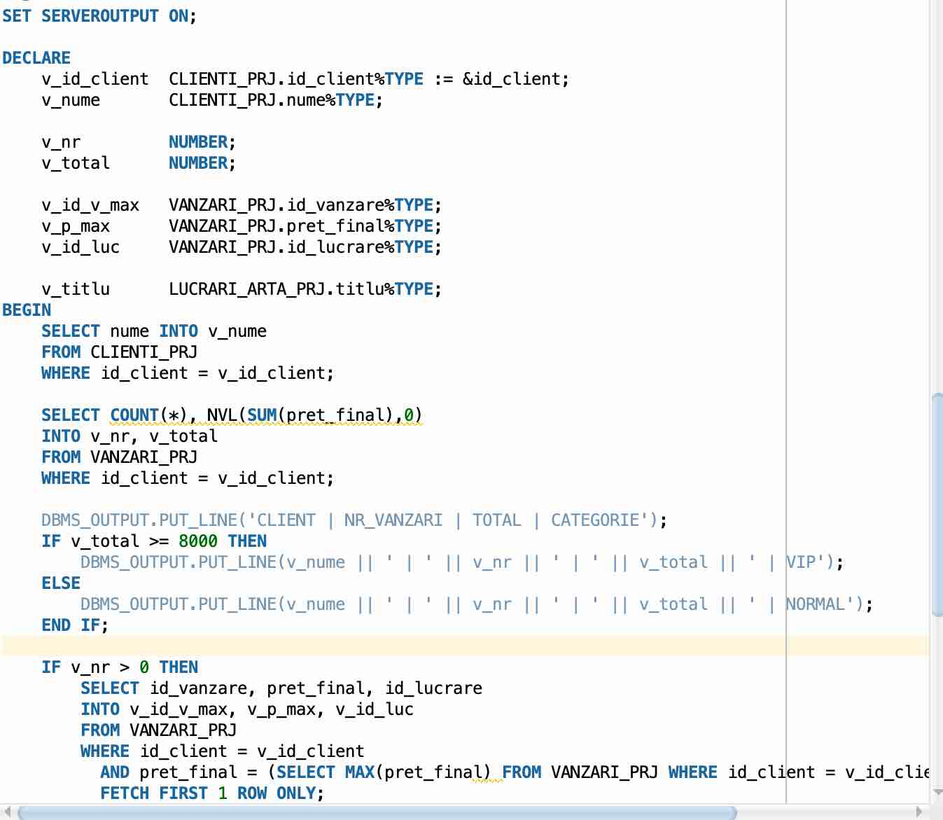 SET SERVEROUTPUT ON;
DECLARE
v_id_client CLIENTI_PRJ.id_client%TYPE := &id_client;
v_nume CLIENTI_PRJ.nume%TYPE;
v_nr NUMBER;
v_total NUMBER;
v_id_v_max VANZARI_PRJ.id_vanzare%TYPE;
v_p_max VANZARI_PRJ.pret_final%TYPE;
v_id_luc VANZARI_PRJ.id_lucrare%TYPE;
v_titlu LUCRARI_ARTA_PRJ.titlu%TYPE;
BEGIN
SELECT nume INTO v_nume
FROM CLIENTI_PRJ
WHERE id_client = v_id_client;
SELECT COUNT(*), NVL(SUM(pret_final),0)
INTO v_nr, v_total
FROM VANZARI_PRJ
WHERE id_client = v_id_client;
DBMS_OUTPUT.PUT_LINE('CLIENT | NR_VANZARI | TOTAL | CATEGORIE');
IF v_total >= 8000 THEN
DBMS_OUTPUT.PUT_LINE(v_nume || ' | ' || v_nr || ' | ' || v_total || ' | VIP');
ELSE
DBMS_OUTPUT.PUT_LINE(v_nume || ' | ' || v_nr || ' | ' || v_total || ' | NORMAL');
END IF;
IF v_nr > 0 THEN
SELECT id_vanzare, pret_final, id_lucrare
INTO v_id_v_max, v_p_max, v_id_luc
FROM VANZARI_PRJ
WHERE id_client = v_id_client
AND pret_final = (SELECT MAX(pret_final) FROM VANZARI_PRJ WHERE id_client = v_id_clie
FETCH FIRST 1 ROW ONLY;